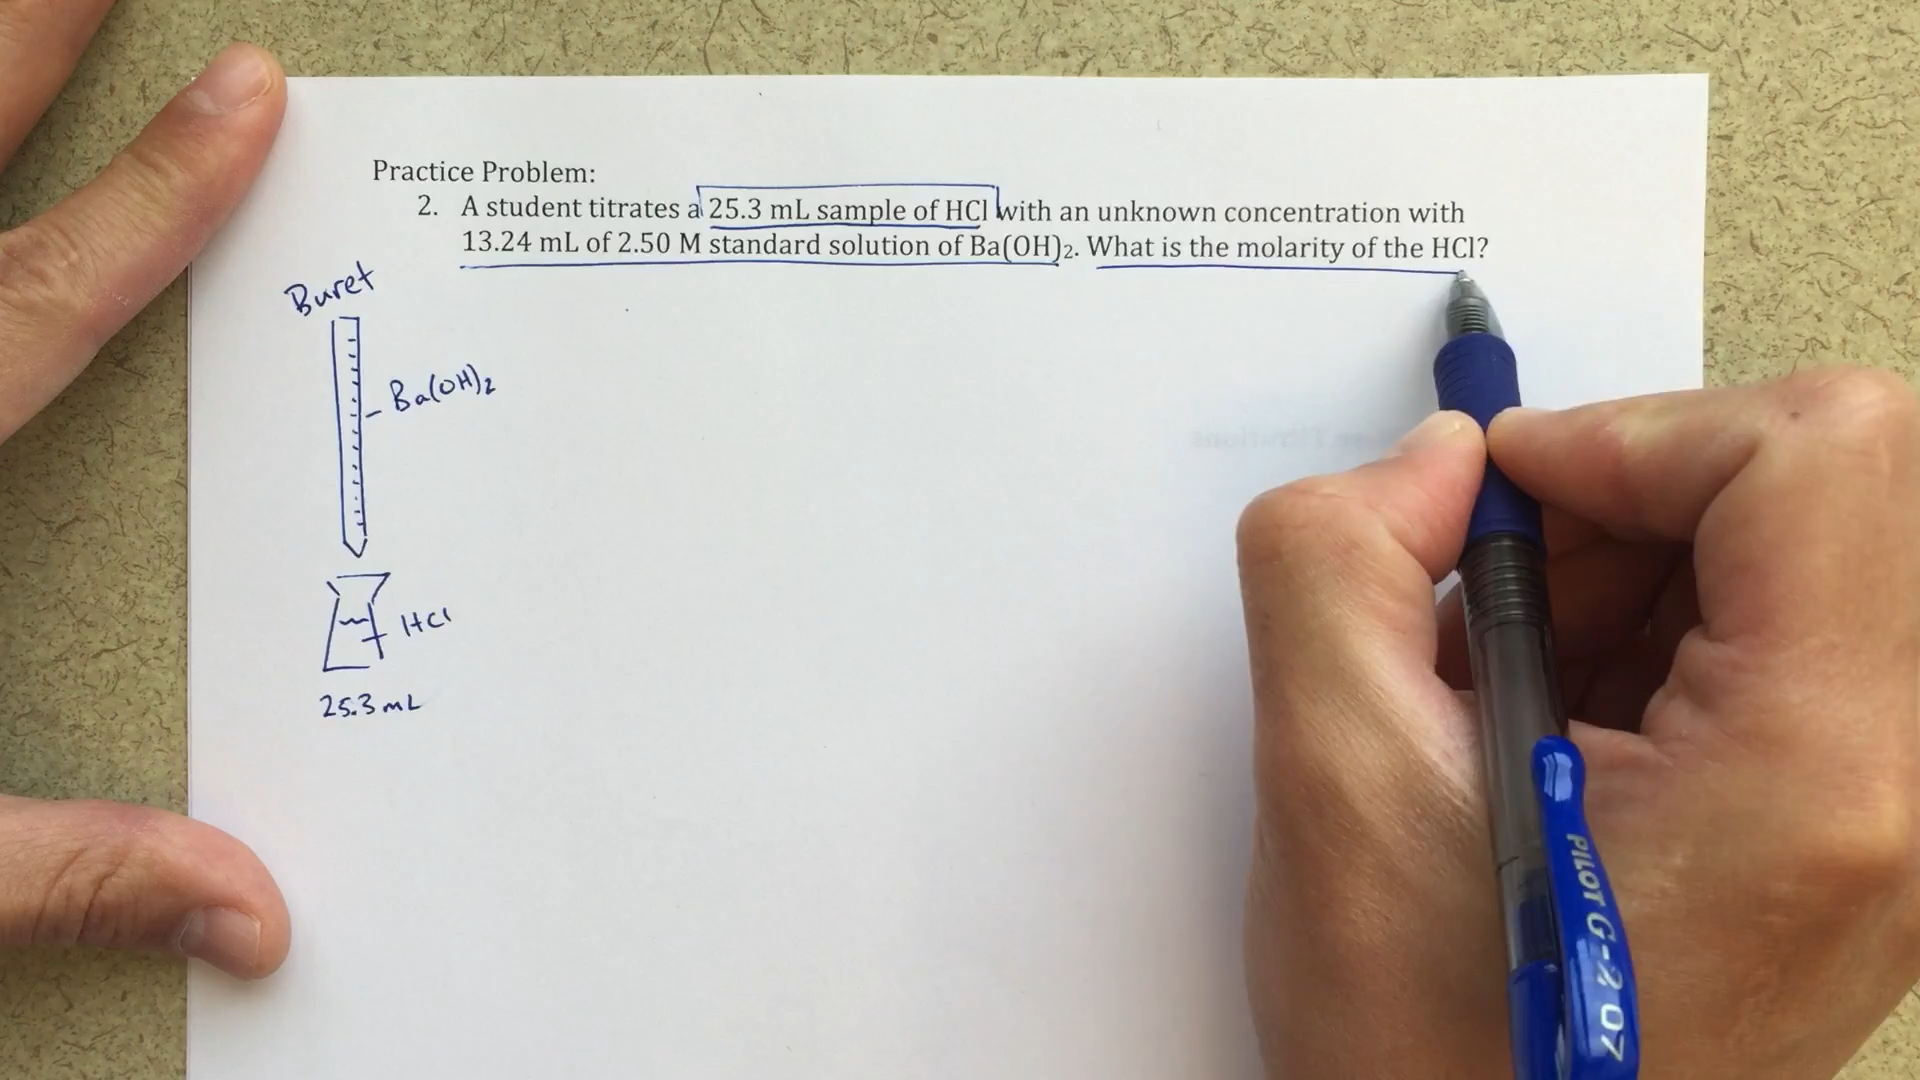 Practice Problem:
2. A student titrates a 25.3 mL sample of HCl with an unknown concentration with
13.24 mL of 2.50 M standard solution of Ba(OH)₂. What is the molarity of the HCl?
Buret
Ba(OH)₂
HCl
25.3 mL
PILOT G-2 07